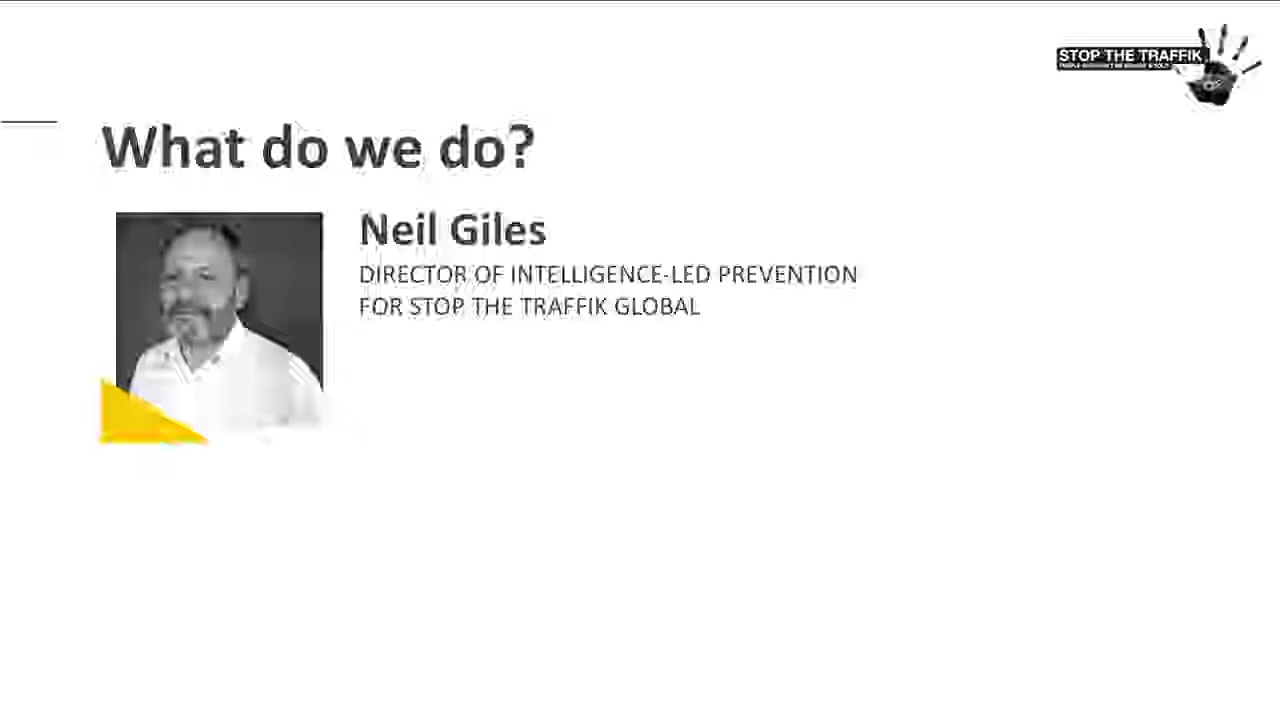 STOP THE TRAFFIK
What do we do?
Neil Giles
DIRECTOR OF INTELLIGENCE-LED PREVENTION
FOR STOP THE TRAFFIK GLOBAL